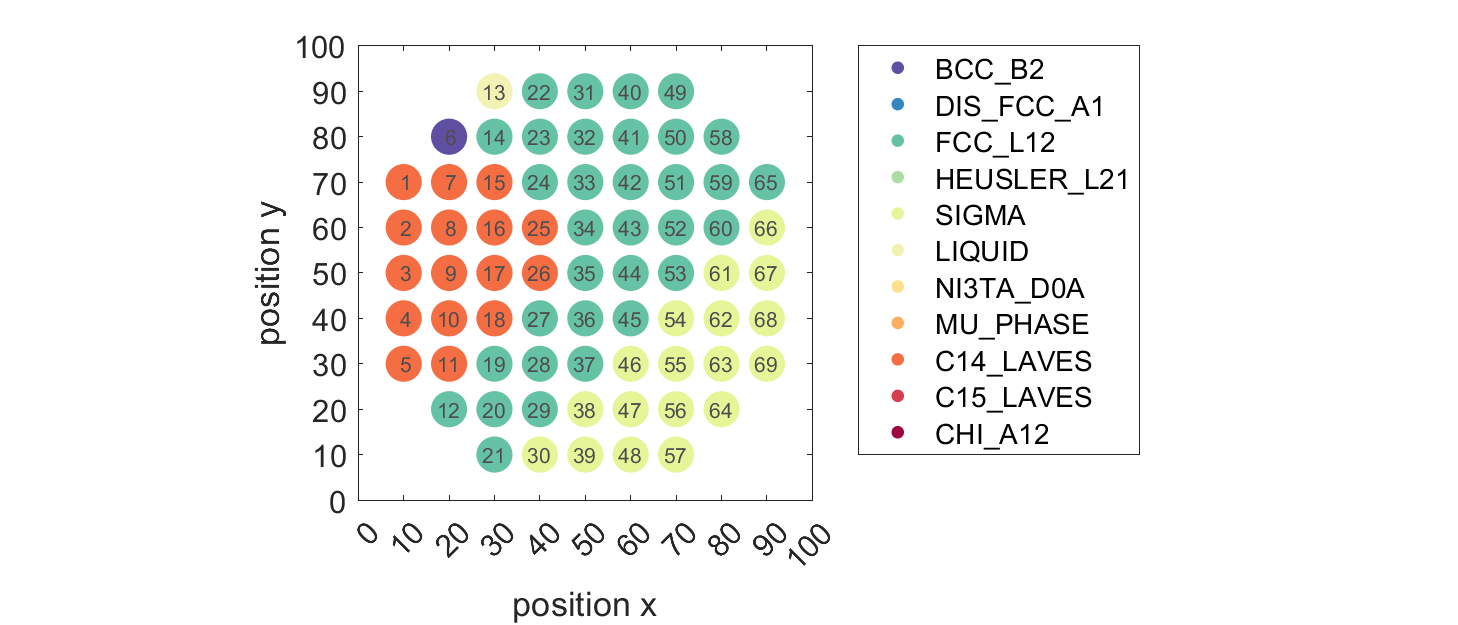 100
90
80
70
60
50
40
30
20
10
0
position y
13 22 31 40 49
6 14 23 32 41 50 58
1 7 15 24 33 42 51 59 65
2 8 16 25 34 43 52 60 66
3 9 17 26 35 44 53 61 67
4 10 18 27 36 45 54 62 68
5 11 19 28 37 46 55 63 69
12 20 29 38 47 56 64
21 30 39 48 57
0 10 20 30 40 50 60 70 80 90 100
position x
BCC_B2
DIS_FCC_A1
FCC_L12
HEUSLER_L21
SIGMA
LIQUID
NI3TA_D0A
MU_PHASE
C14_LAVES
C15_LAVES
CHI_A12